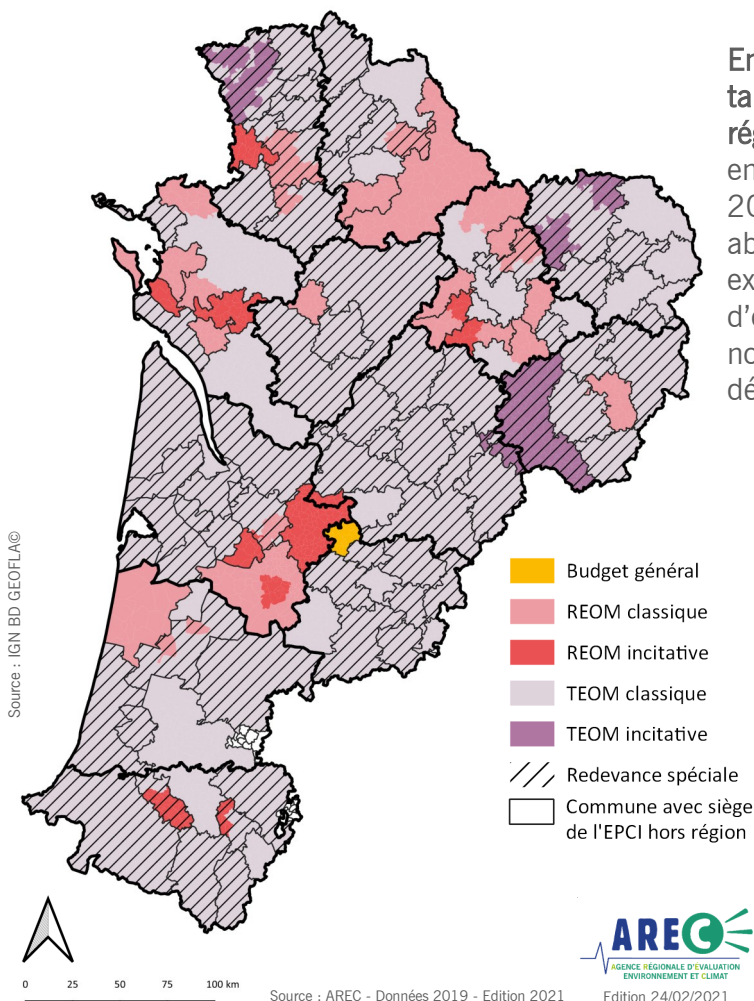 En
ta
rég
en
20
ab
ex
d'e
no
dé
Source : IGN BD GEOFLA©
Budget général
REOM classique
REOM incitative
TEOM classique
TEOM incitative
Redevance spéciale
Commune avec siège
de l'EPCI hors région
0 25 50 75 100 km
AREC
AGENCE RÉGIONALE D'ÉVALUATION
ENVIRONNEMENT ET CLIMAT
Source : AREC - Données 2019 - Edition 2021
Edition 24/02/2021